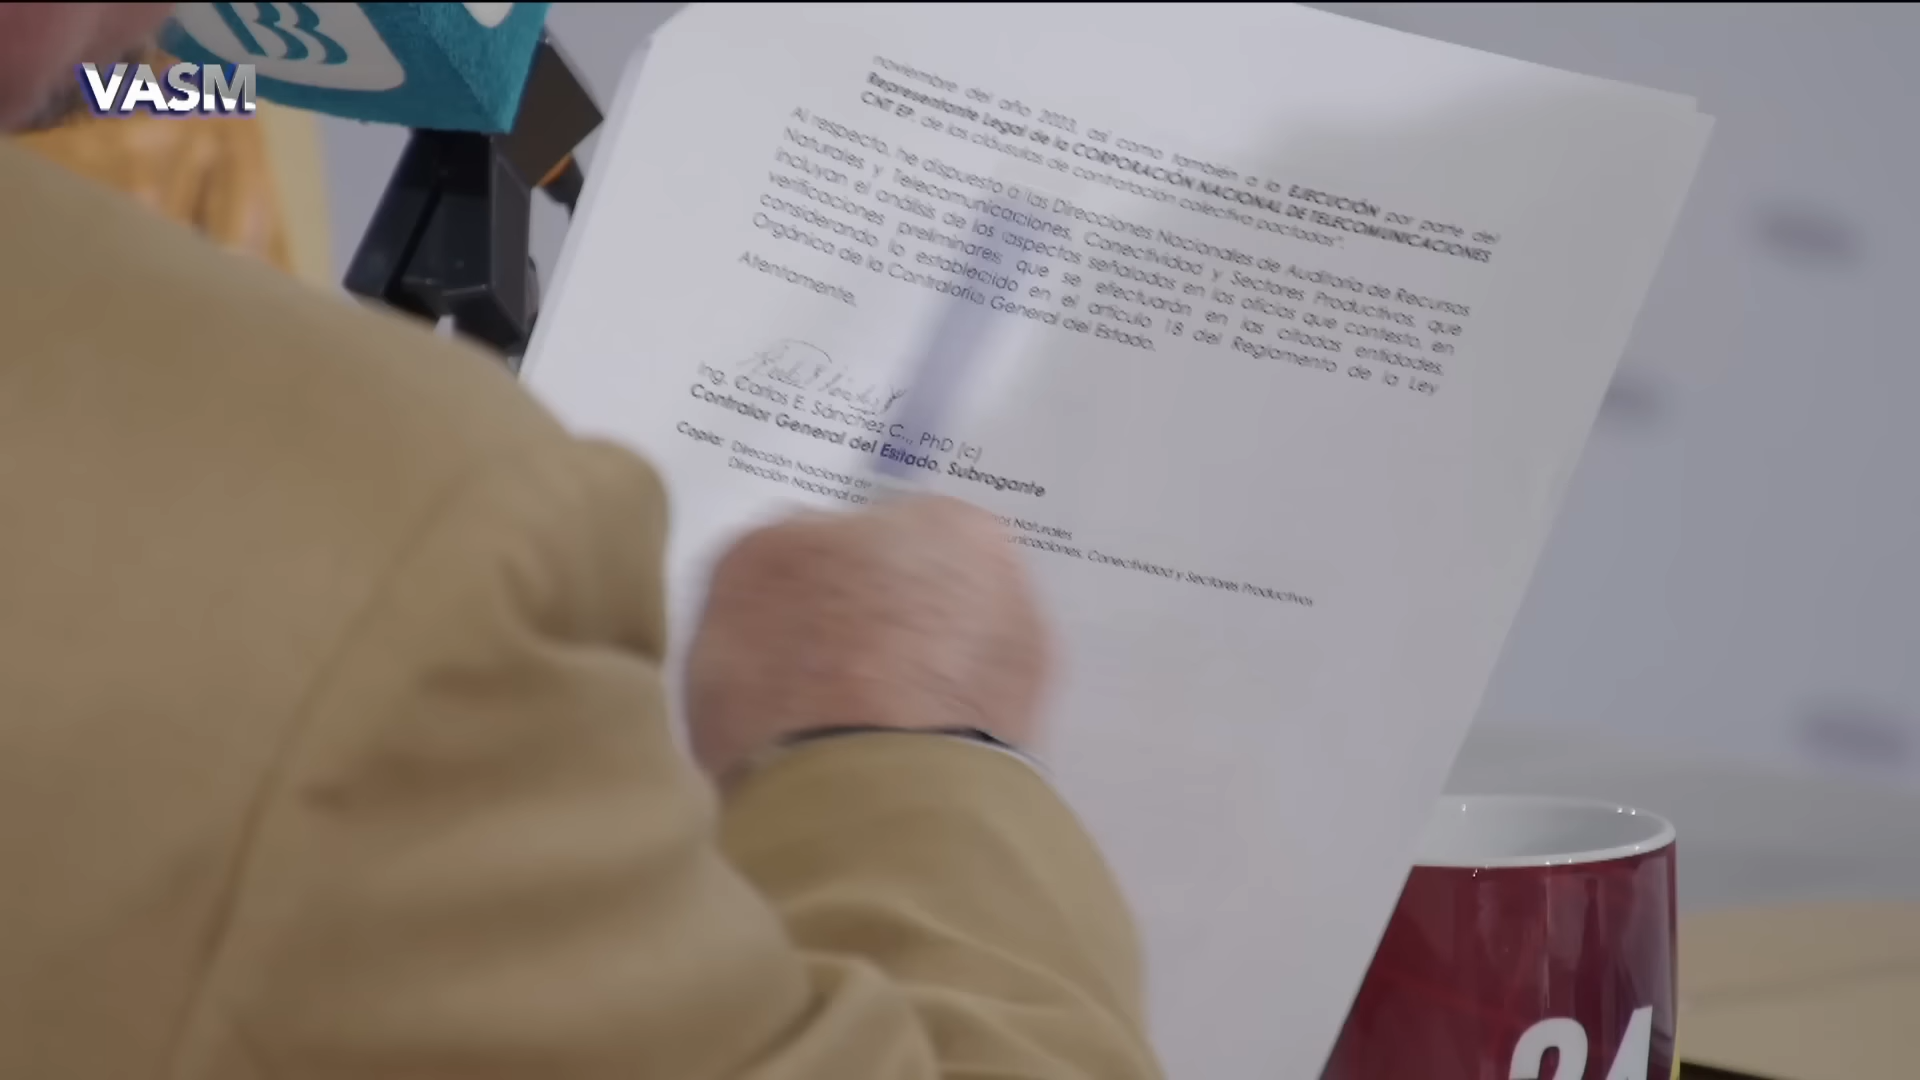 VASM
noviembre del año 2023, así como también a la EJECUCIÓN por parte del
Representante Legal de la CORPORACIÓN NACIONAL DE TELECOMUNICACIONES
CNT EP, de las cláusulas de contratación colectiva pactadas".
Al respecto, he dispuesto a las Direcciones Nacionales de Auditoría de Recursos
Naturales y Telecomunicaciones, Conectividad y Sectores Productivos, que
incluyan el análisis de los aspectos señalados en los oficios que contesto, en
verificaciones preliminares que se efectuarán en las citadas entidades,
considerando lo establecido en el artículo 18 del Reglamento de la Ley
Orgánica de la Contraloría General del Estado.
Atentamente,
Ing. Carlos E. Sánchez C., PhD (c)
Contralor General del Estado, Subrogante
Copia: Dirección Nacional de Naturales
Dirección Nacional de Conectividad y Sectores Productivos
24